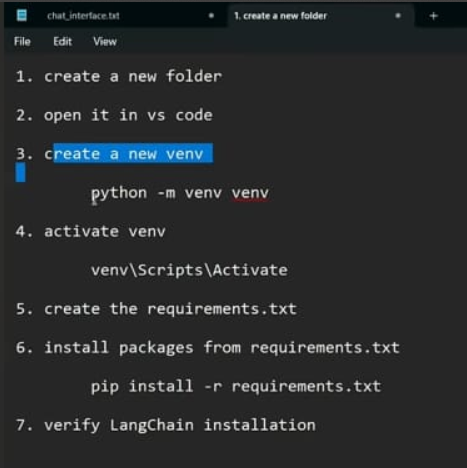 chat_interface.txt
1. create a new folder
File Edit View
1. create a new folder
2. open it in vs code
3. create a new venv
python -m venv venv
4. activate venv
venv\Scripts\Activate
5. create the requirements.txt
6. install packages from requirements.txt
pip install -r requirements.txt
7. verify LangChain installation